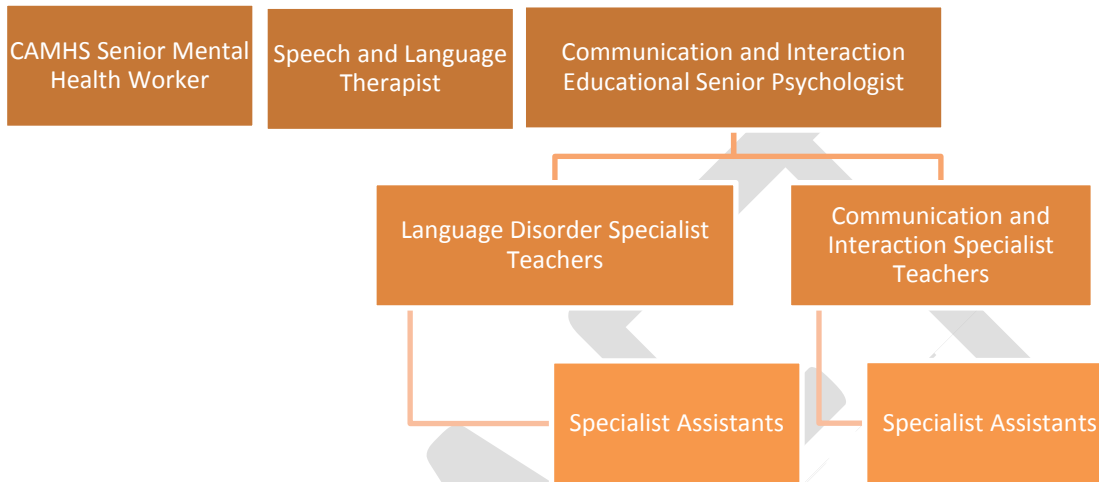 CAMHS Senior Mental
Health Worker
Speech and Language
Therapist
Communication and Interaction
Educational Senior Psychologist
Language Disorder Specialist
Teachers
Communication and
Interaction Specialist
Teachers
Specialist Assistants
Specialist Assistants